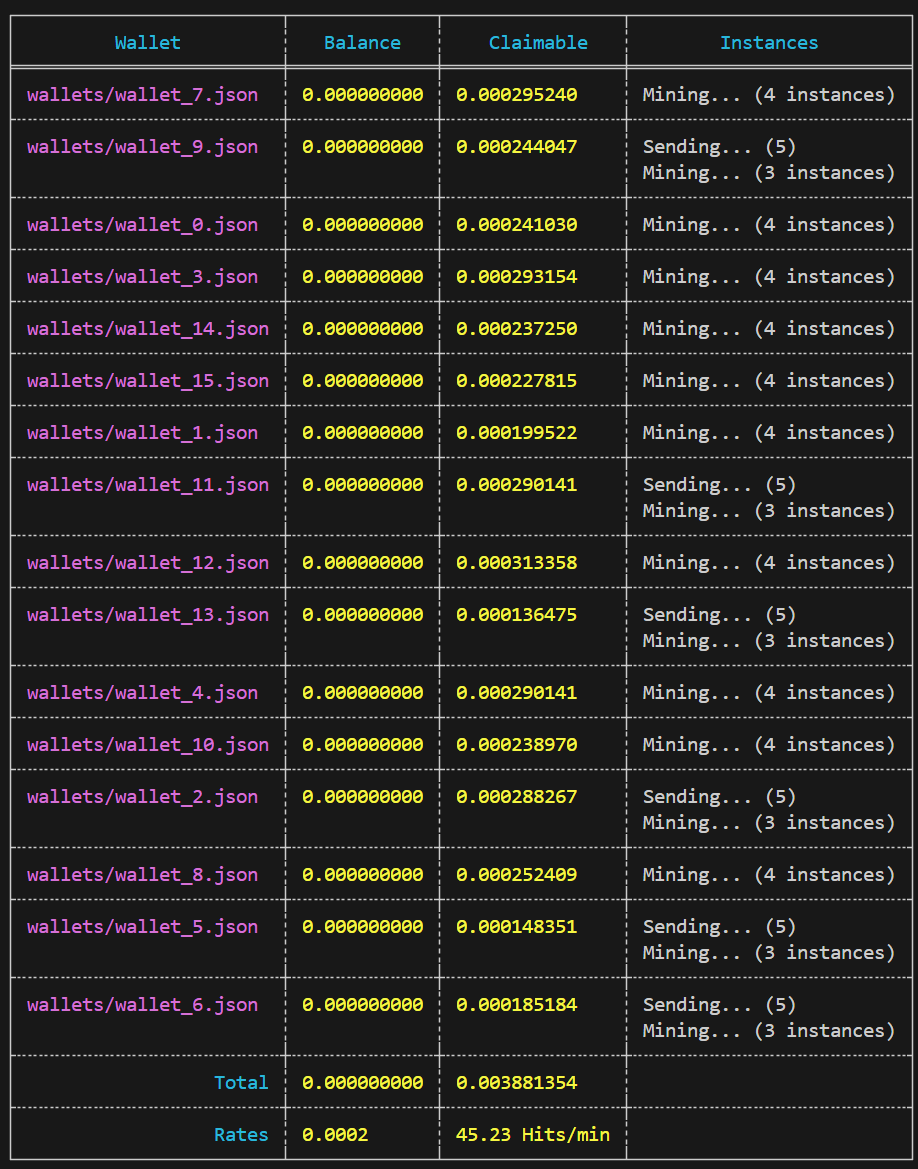 Wallet Balance Claimable Instances
wallets/wallet_7.json 0.000000000 0.000295240 Mining... (4 instances)
wallets/wallet_9.json 0.000000000 0.000244047 Sending... (5)
Mining... (3 instances)
wallets/wallet_0.json 0.000000000 0.000241030 Mining... (4 instances)
wallets/wallet_3.json 0.000000000 0.000293154 Mining... (4 instances)
wallets/wallet_14.json 0.000000000 0.000237250 Mining... (4 instances)
wallets/wallet_15.json 0.000000000 0.000227815 Mining... (4 instances)
wallets/wallet_1.json 0.000000000 0.000199522 Mining... (4 instances)
wallets/wallet_11.json 0.000000000 0.000290141 Sending... (5)
Mining... (3 instances)
wallets/wallet_12.json 0.000000000 0.000313358 Mining... (4 instances)
wallets/wallet_13.json 0.000000000 0.000136475 Sending... (5)
Mining... (3 instances)
wallets/wallet_4.json 0.000000000 0.000290141 Mining... (4 instances)
wallets/wallet_10.json 0.000000000 0.000238970 Mining... (4 instances)
wallets/wallet_2.json 0.000000000 0.000288267 Sending... (5)
Mining... (3 instances)
wallets/wallet_8.json 0.000000000 0.000252409 Mining... (4 instances)
wallets/wallet_5.json 0.000000000 0.000148351 Sending... (5)
Mining... (3 instances)
wallets/wallet_6.json 0.000000000 0.000185184 Sending... (5)
Mining... (3 instances)
Total 0.000000000 0.003881354
Rates 0.0002 45.23 Hits/min